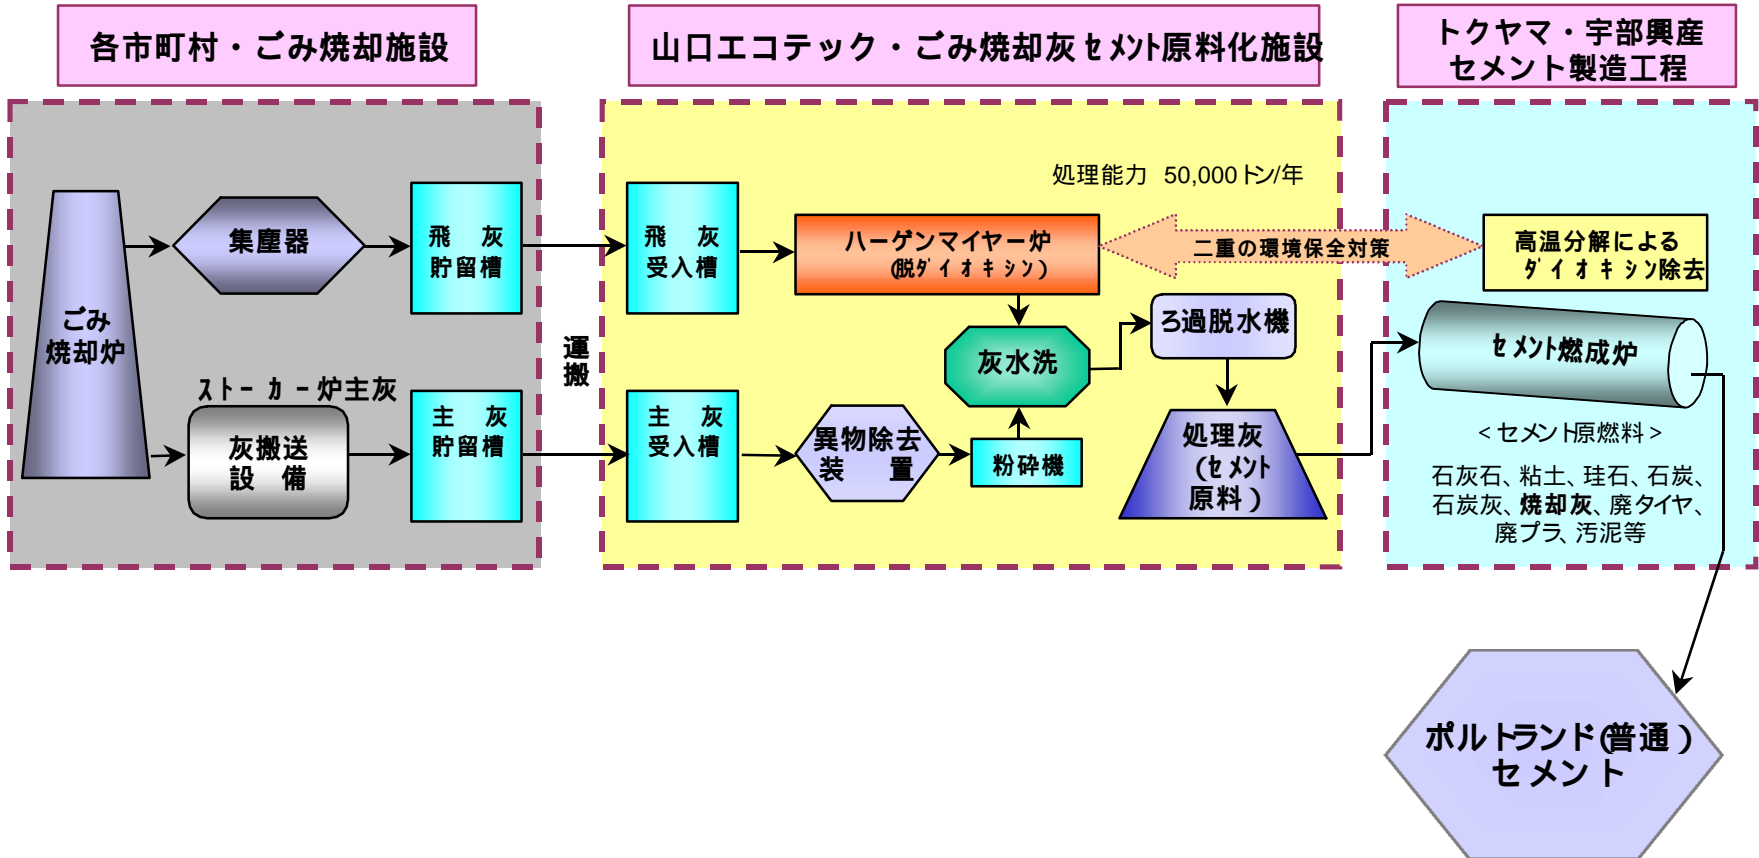 各市町村・ごみ焼却施設
山口エコテック・ごみ焼却灰ｾﾒﾝﾄ原料化施設
トクヤマ・宇部興産
セメント製造工程
処理能力 50,000ﾄﾝ/年
集塵器
飛 灰
貯留槽
飛 灰
受入槽
ハーゲンマイヤー炉
(脱ﾀﾞｲｵｷｼﾝ)
二重の環境保全対策
高温分解による
ﾀﾞｲｵｷｼﾝ除去
ごみ
焼却炉
運
搬
灰水洗
ろ過脱水機
ｾﾒﾝﾄ燃成炉
ｽﾄｰｶｰ炉主灰
灰搬送
設 備
主 灰
貯留槽
主 灰
受入槽
異物除去
装 置
粉砕機
処理灰
(ｾﾒﾝﾄ
原料)
<セメント原燃料>
石灰石、粘土、珪石、石炭、
石炭灰、焼却灰、廃タイヤ、
廃プラ、汚泥等
ポルトランド(普通)
セメント